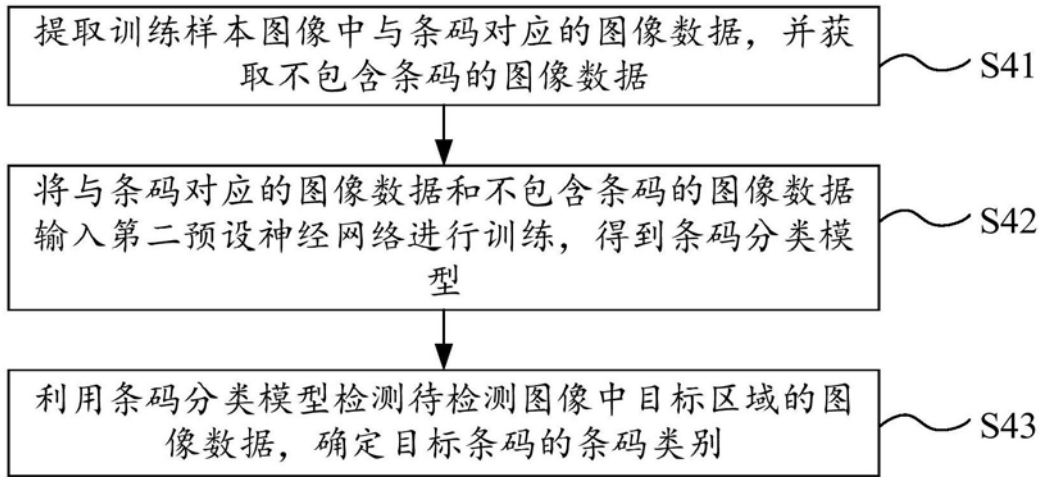 提取训练样本图像中与条码对应的图像数据，并获
取不包含条码的图像数据
S41
将与条码对应的图像数据和不包含条码的图像数据
输入第二预设神经网络进行训练，得到条码分类模
型
S42
利用条码分类模型检测待检测图像中目标区域的图
像数据，确定目标条码的条码类别
S43